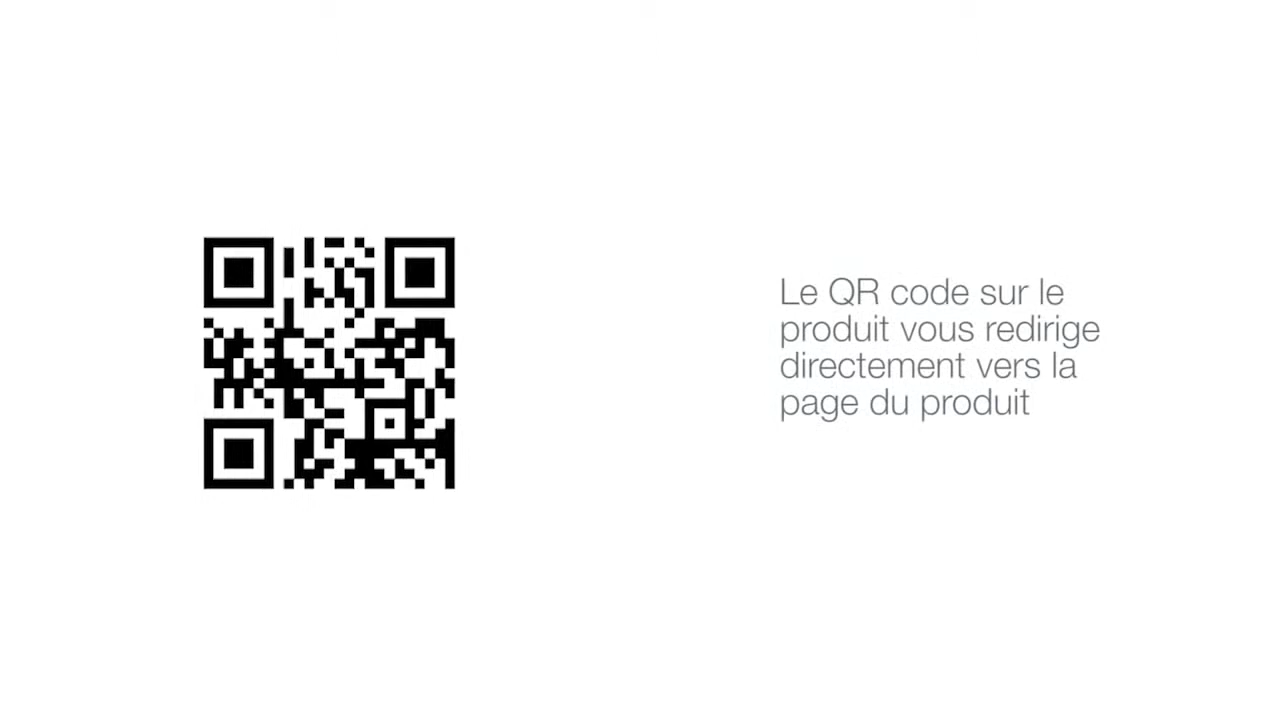 Le QR code sur le
produit vous redirige
directement vers la
page du produit